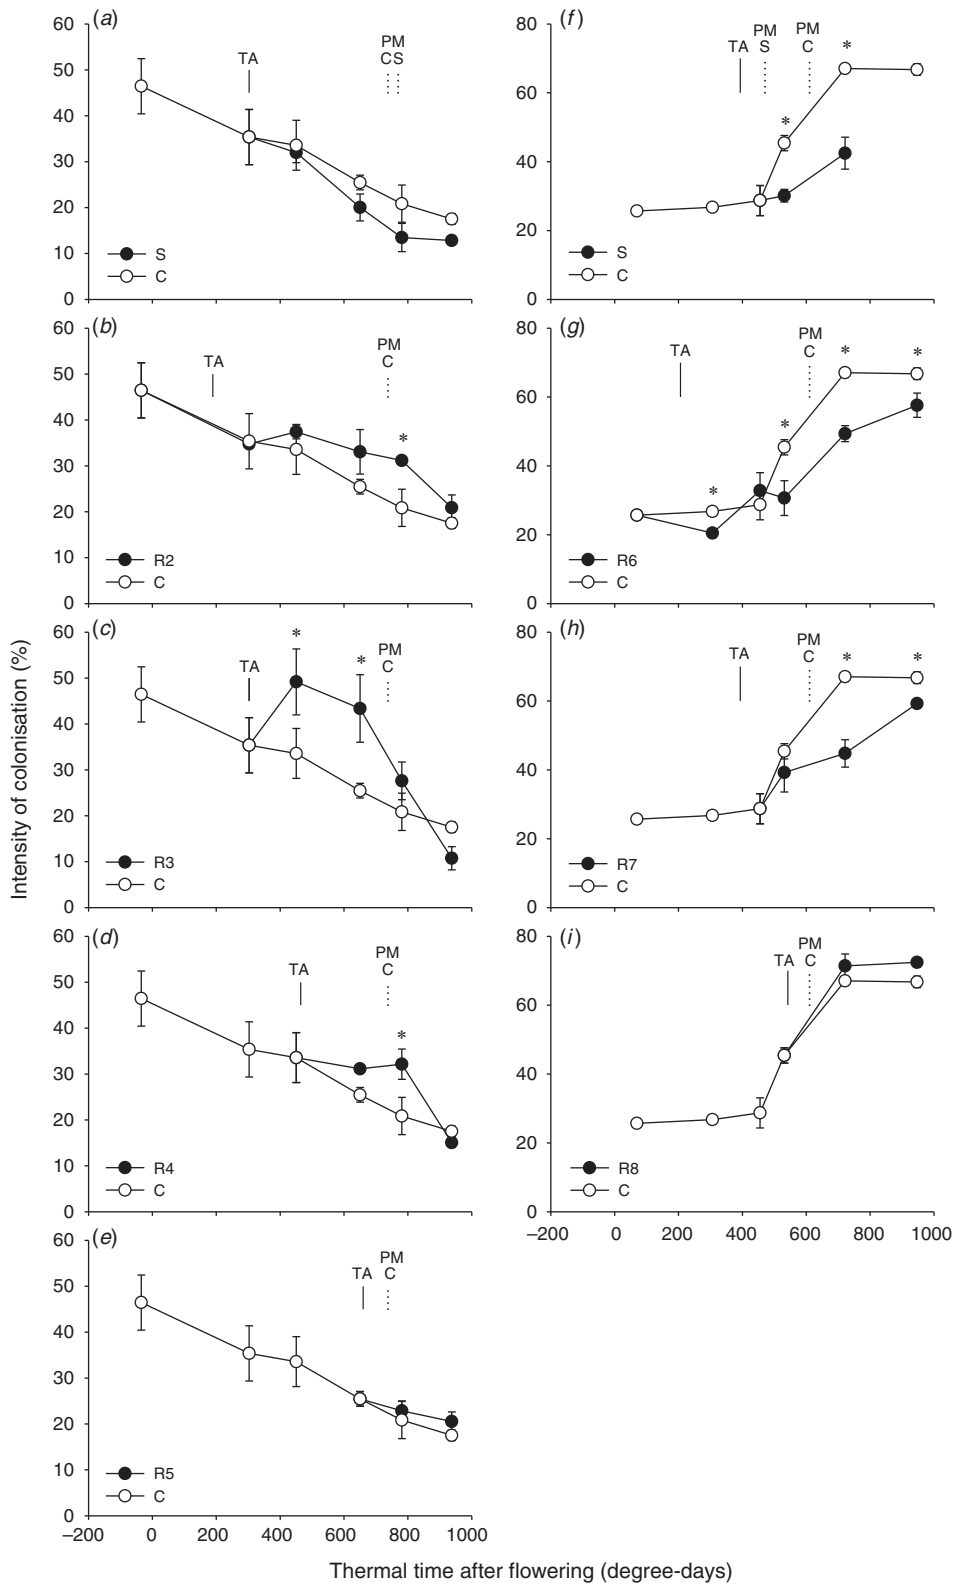 Intensity of colonisation (%)
(a)
60
50
40
30
20
10
0
TA
PM
C S
S
C
(b)
60
50
40
30
20
10
0
TA
PM
C
*
R2
C
(c)
60
50
40
30
20
10
0
TA
*
*
PM
C
R3
C
(d)
60
50
40
30
20
10
0
TA
PM
C
*
R4
C
(e)
60
50
40
30
20
10
0
TA
PM
C
R5
C
–200 0 200 400 600 800 1000
(f)
80
60
40
20
0
TA
PM
S
PM
C
*
*
S
C
(g)
80
60
40
20
0
TA
PM
C
*
*
*
*
R6
C
(h)
80
60
40
20
0
TA
PM
C
*
*
R7
C
(i)
80
60
40
20
0
TA
PM
C
R8
C
–200 0 200 400 600 800 1000
Thermal time after flowering (degree-days)